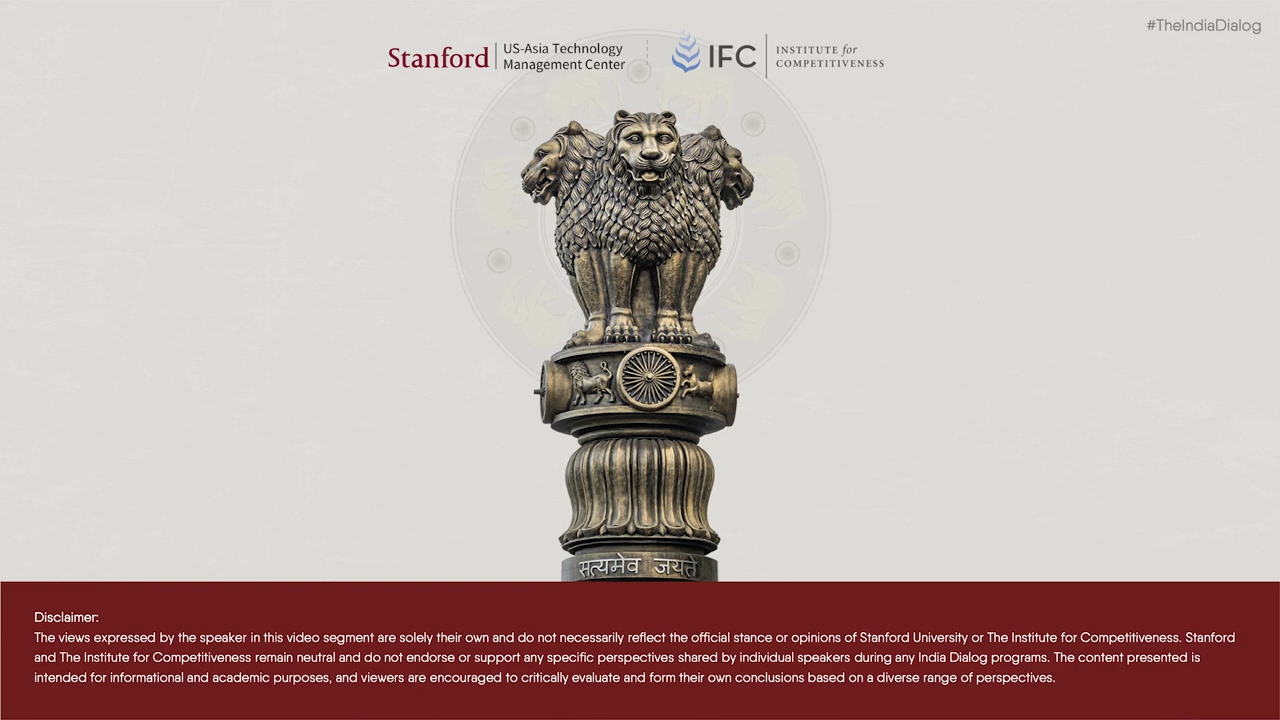 #TheIndiaDialog
Stanford
US-Asia Technology
Management Center
IFC
INSTITUTE for
COMPETITIVENESS
सत्यमेव जयते
Disclaimer:
The views expressed by the speaker in this video segment are solely their own and do not necessarily reflect the official stance or opinions of Stanford University or The Institute for Competitiveness. Stanford
and The Institute for Competitiveness remain neutral and do not endorse or support any specific perspectives shared by individual speakers during any India Dialog programs. The content presented is
intended for informational and academic purposes, and viewers are encouraged to critically evaluate and form their own conclusions based on a diverse range of perspectives.